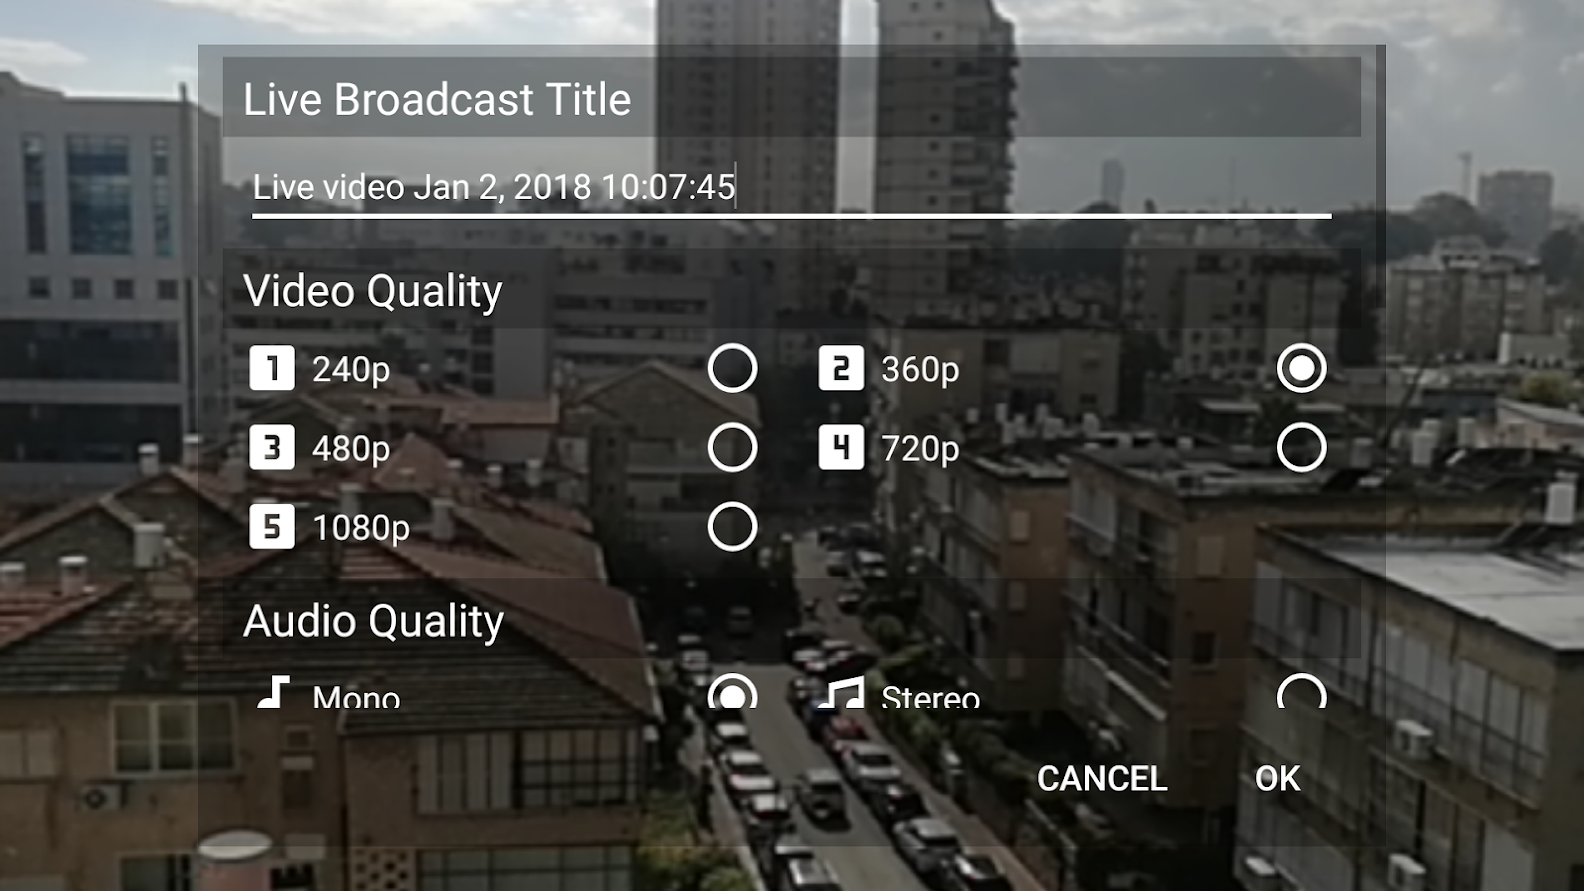 Live Broadcast Title
Live video Jan 2, 2018 10:07:45
Video Quality
1 240p
2 360p
3 480p
4 720p
5 1080p
Audio Quality
Mono
Stereo
CANCEL OK